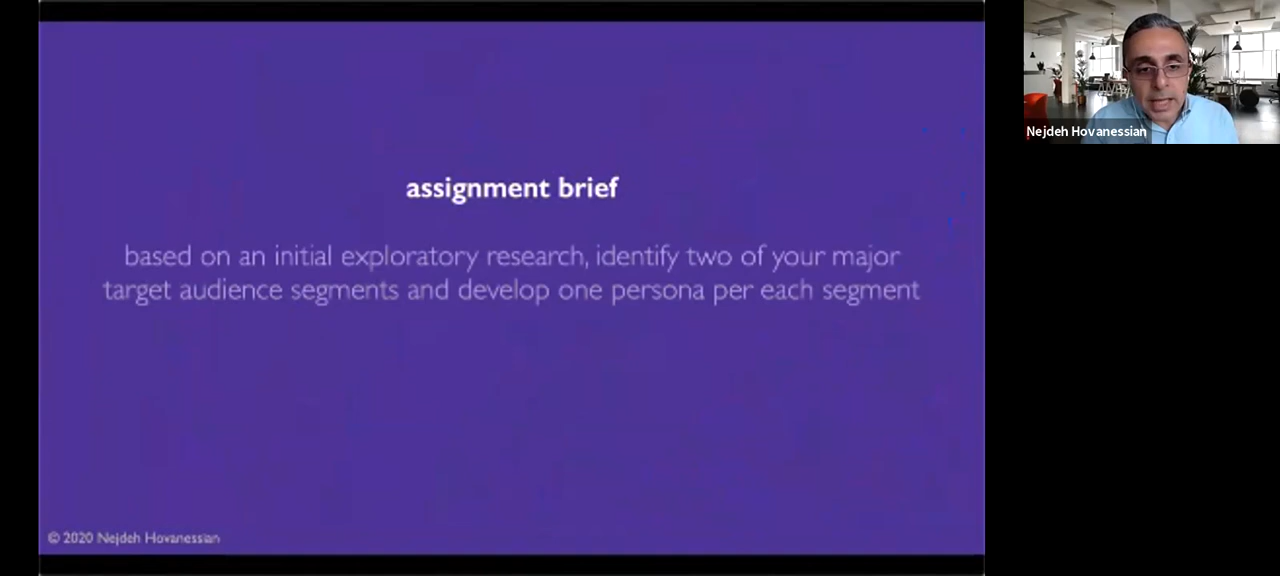 assignment brief
based on an initial exploratory research, identify two of your major
target audience segments and develop one persona per each segment
© 2020 Nejdeh Hovanessian
Nejdeh Hovanessian